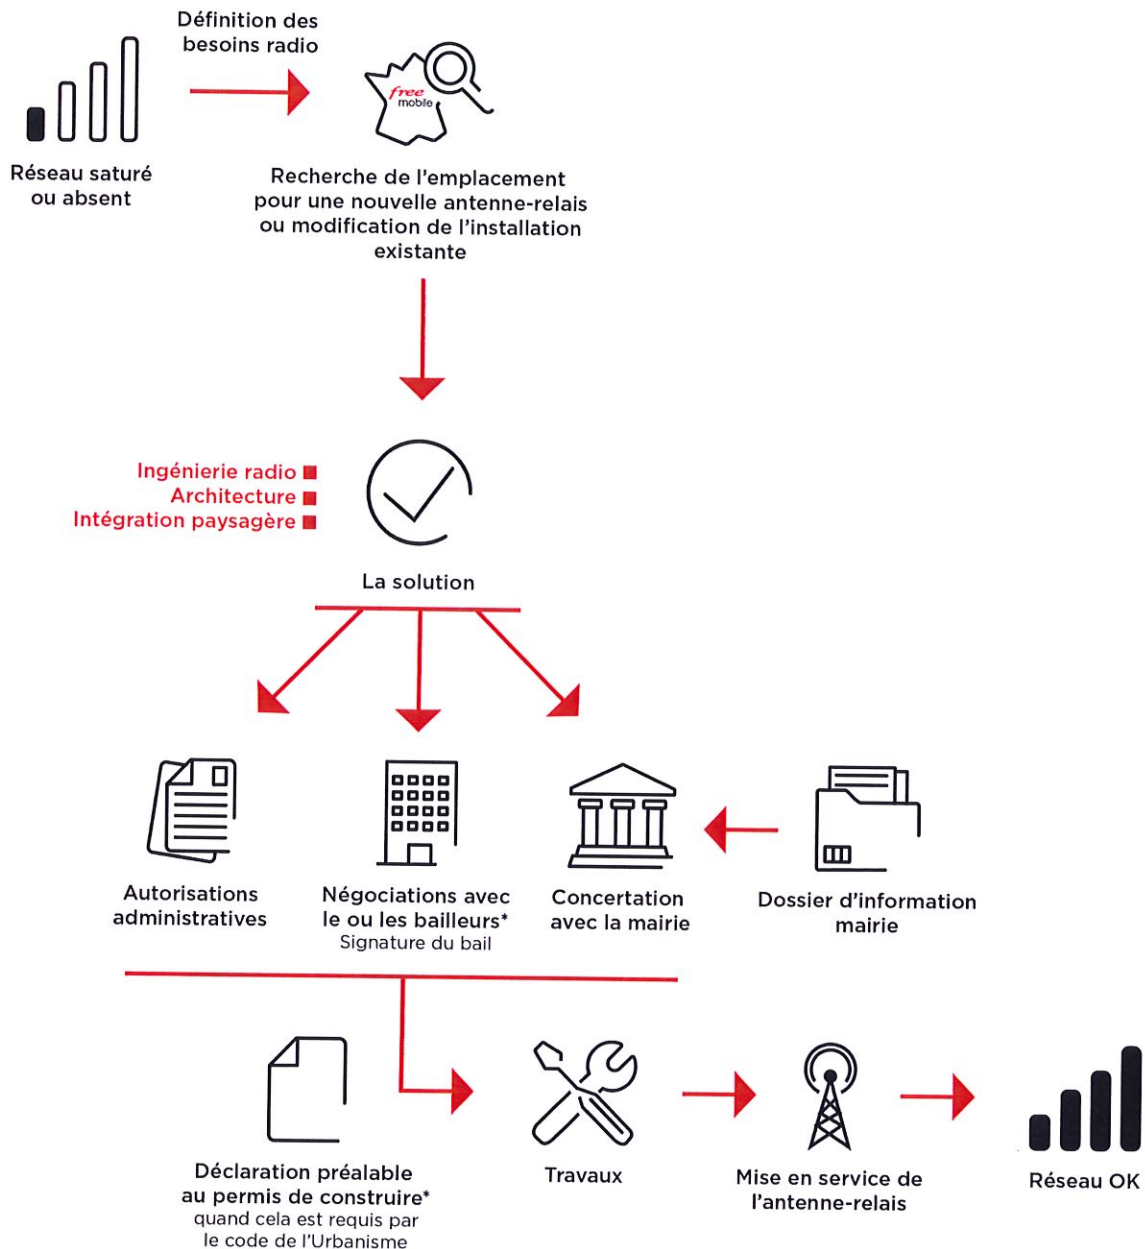 Définition des
besoins radio
free
mobile
Réseau saturé
ou absent
Recherche de l'emplacement
pour une nouvelle antenne-relais
ou modification de l'installation
existante
Ingénierie radio
Architecture
Intégration paysagère
La solution
Autorisations
administratives
Négociations avec
le ou les bailleurs*
Signature du bail
Concertation
avec la mairie
Dossier d'information
mairie
Déclaration préalable
au permis de construire*
quand cela est requis par
le code de l'Urbanisme
Travaux
Mise en service de
l'antenne-relais
Réseau OK